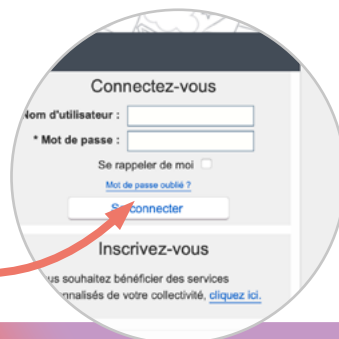 Connectez-vous
Nom d'utilisateur :
* Mot de passe :
Se rappeler de moi
Mot de passe oublié ?
Se connecter
Inscrivez-vous
souhaitez bénéficier des services
de votre collectivité, cliquez ici.